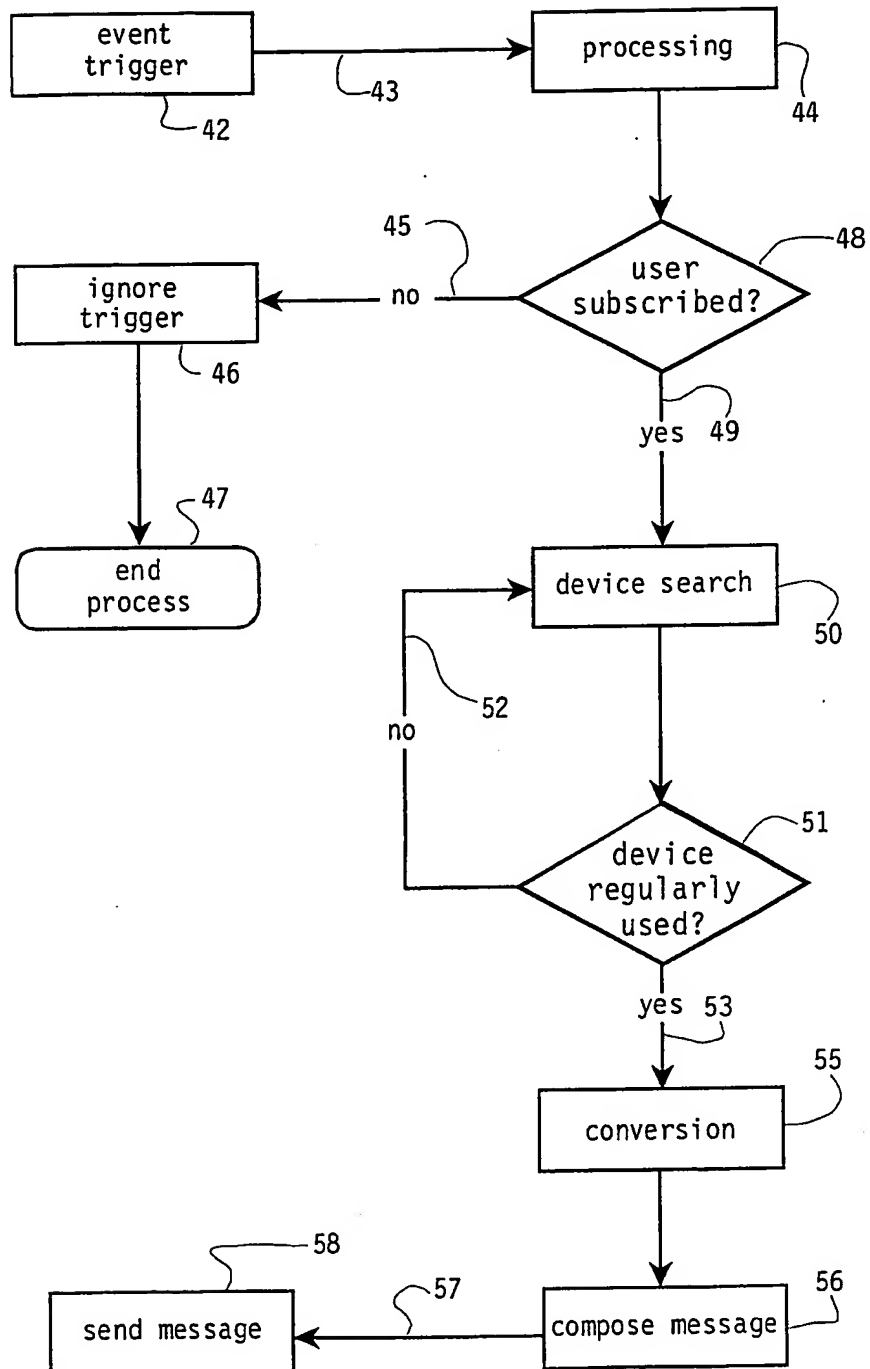 event
trigger
processing
43
42
44
45
48
user
subscribed?
no
ignore
trigger
46
yes
49
47
end
process
device search
50
52
no
51
device
regularly
used?
yes
53
55
conversion
58
57
56
send message
compose message